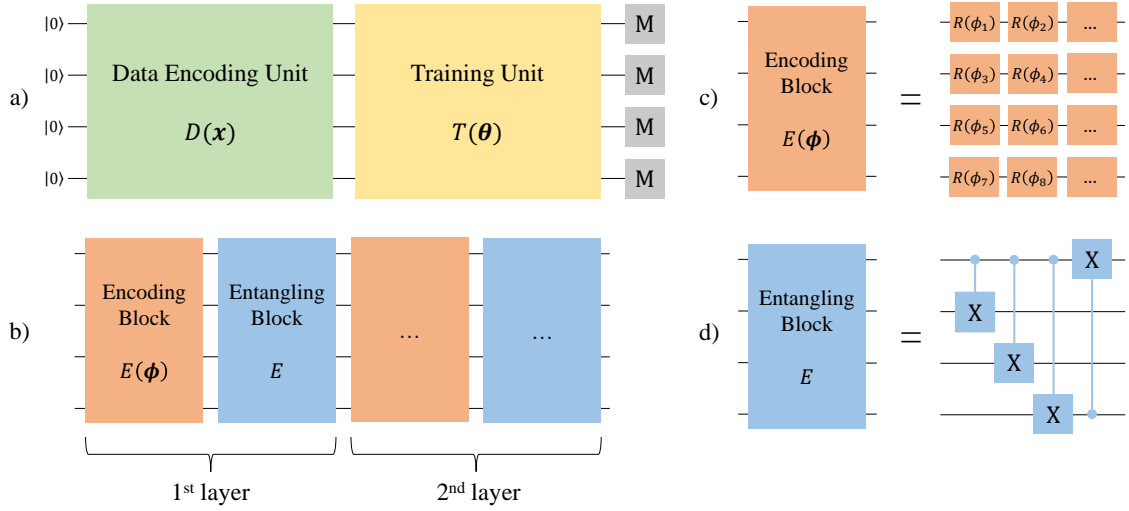 a)
|0⟩
|0⟩
|0⟩
|0⟩
Data Encoding Unit
D(𝒙)
Training Unit
T(𝜽)
M
M
M
M
b)
Encoding
Block
E(𝝓)
Entangling
Block
E
...
...
1st layer
2nd layer
c)
Encoding
Block
E(𝝓)
=
R(ϕ₁) R(ϕ₂) ...
R(ϕ₃) R(ϕ₄) ...
R(ϕ₅) R(ϕ₆) ...
R(ϕ₇) R(ϕ₈) ...
d)
Entangling
Block
E
=
X
X
X
X